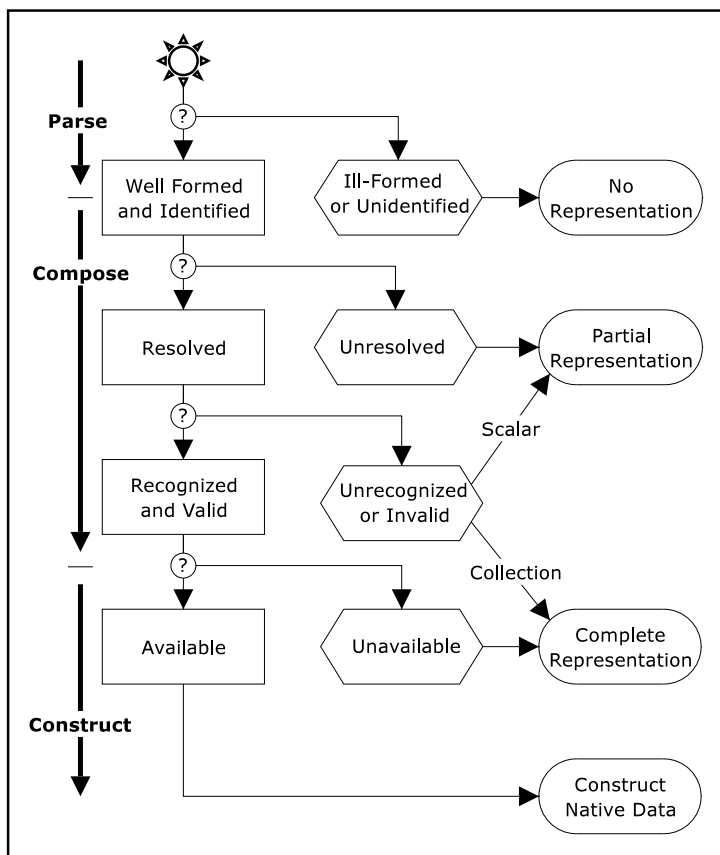 ?
Parse
Well Formed
and Identified
Ill-Formed
or Unidentified
No
Representation
?
Compose
Resolved
Unresolved
Partial
Representation
?
Scalar
Recognized
and Valid
Unrecognized
or Invalid
?
Collection
Available
Unavailable
Complete
Representation
Construct
Construct
Native Data